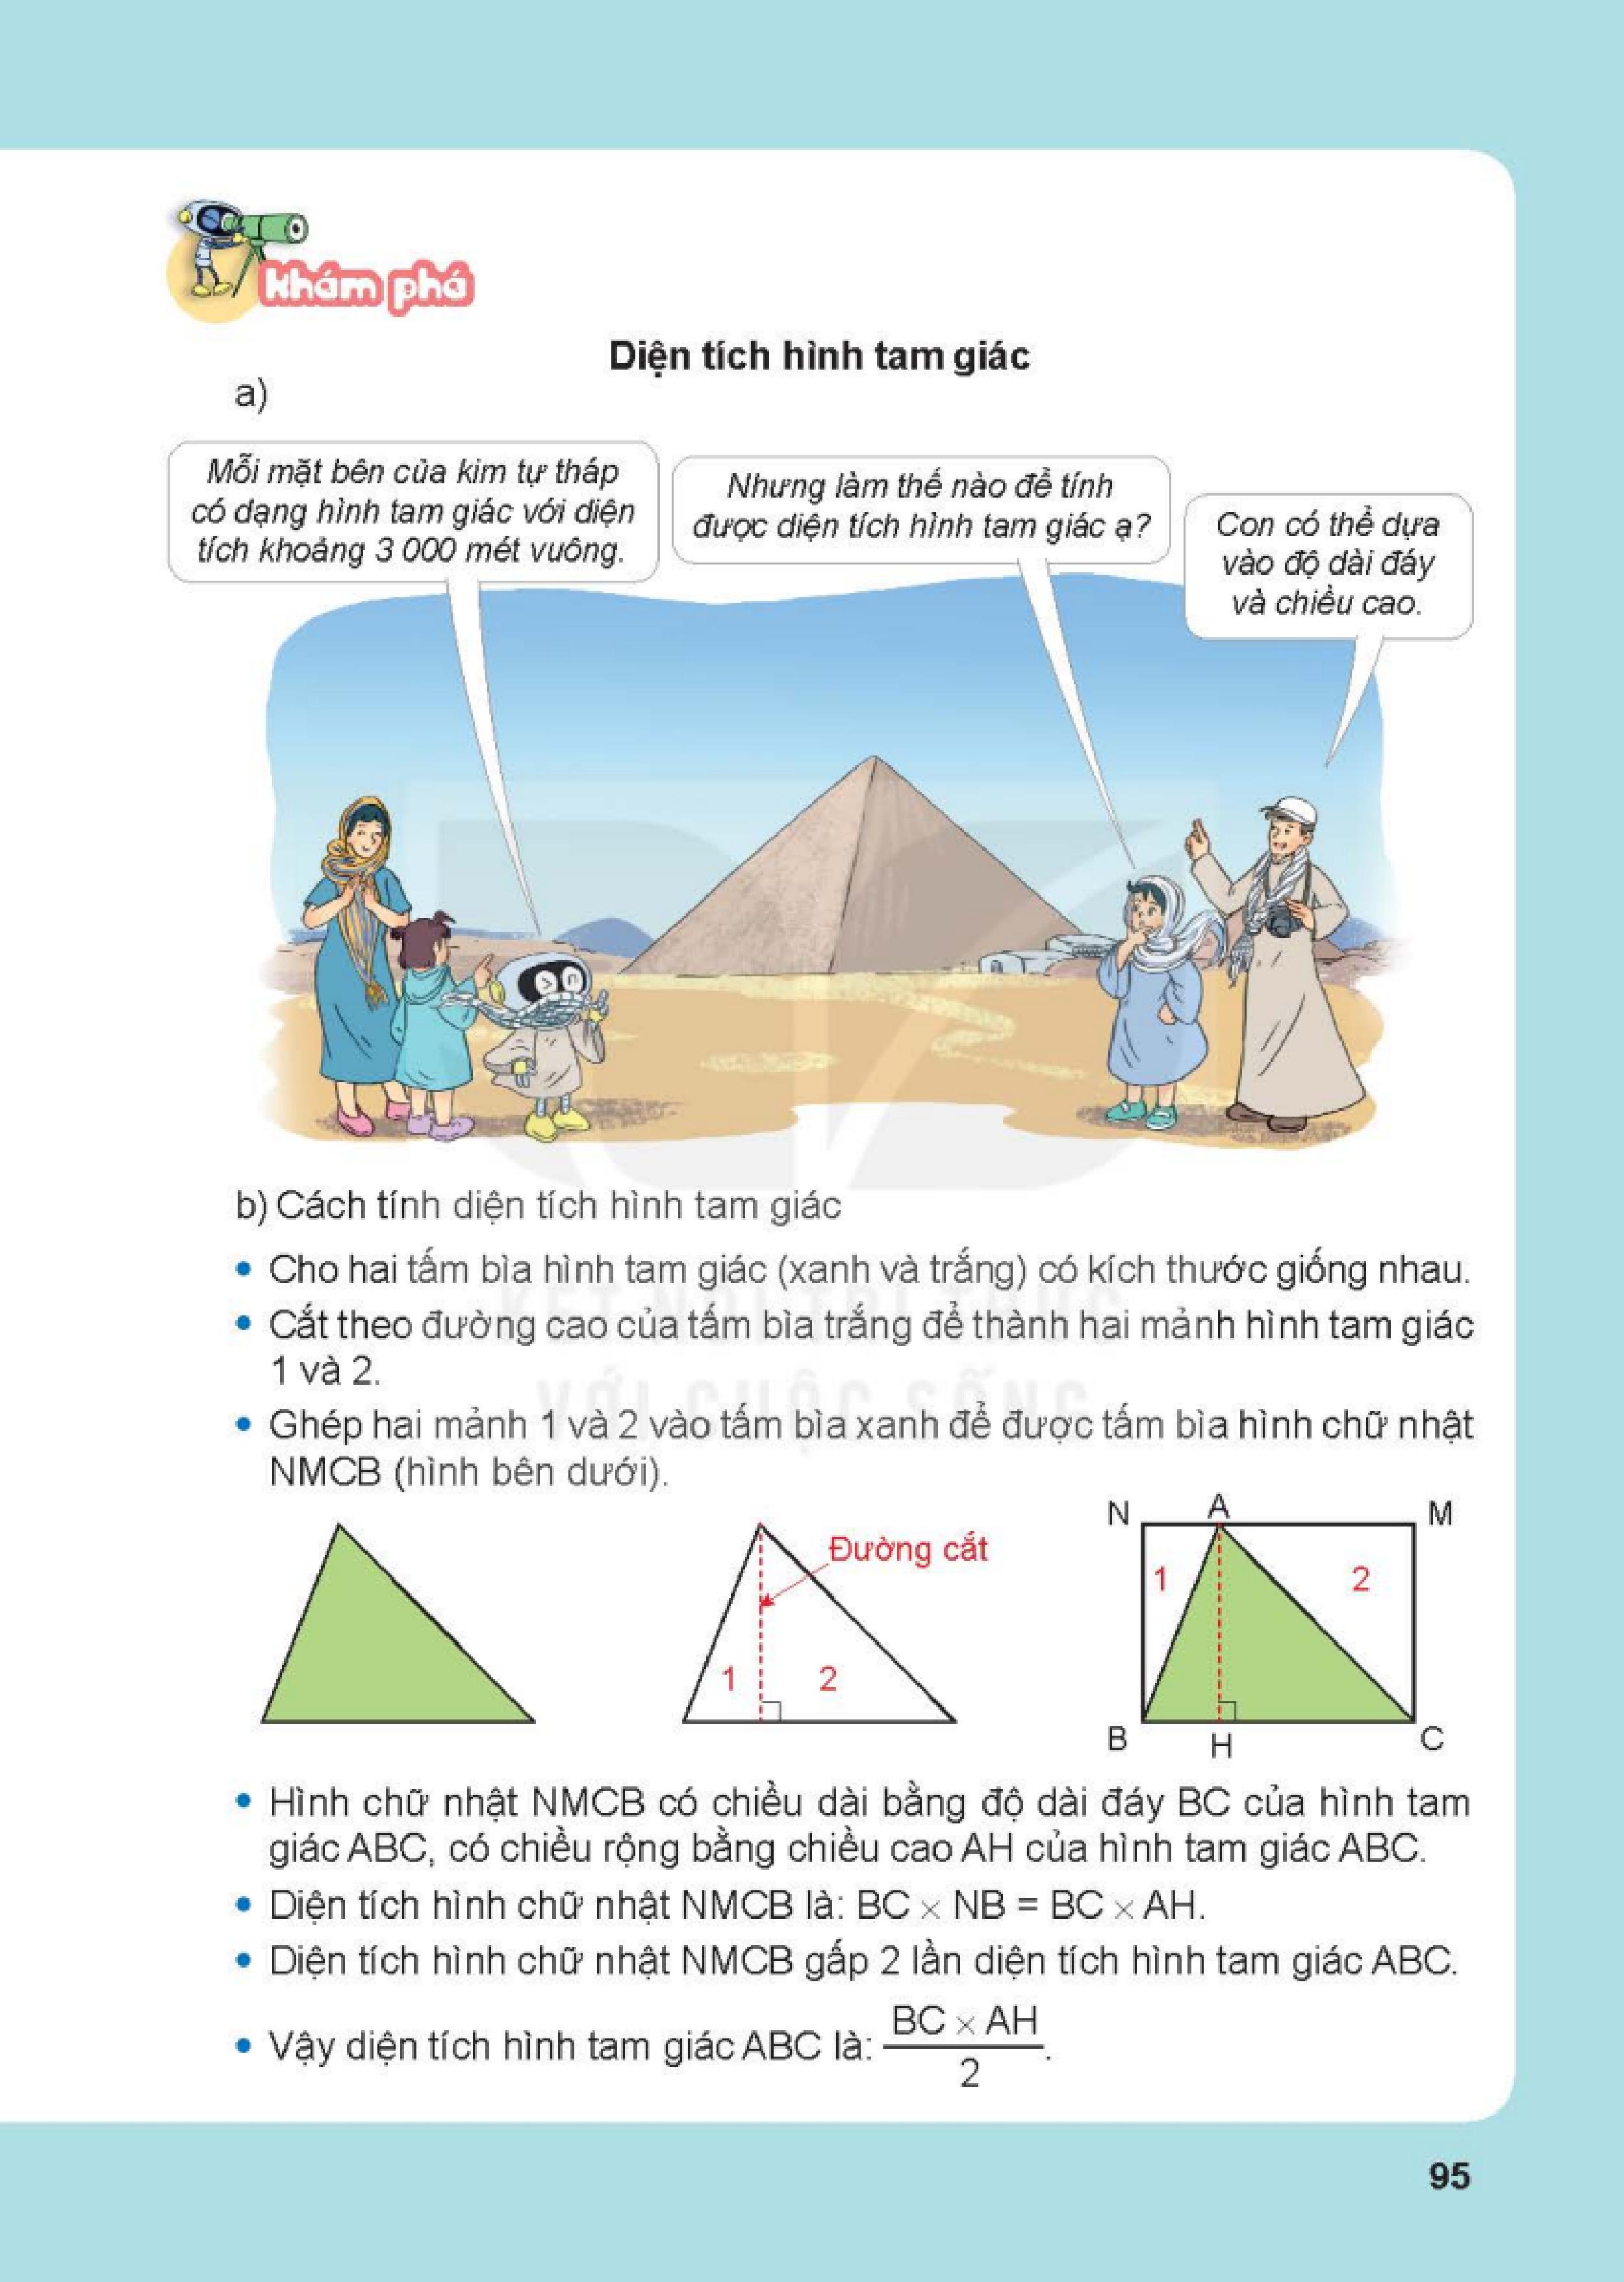 Khám phá
Diện tích hình tam giác
a)
Mỗi mặt bên của kim tự tháp
có dạng hình tam giác với diện
tích khoảng 3 000 mét vuông.
Nhưng làm thế nào để tính
được diện tích hình tam giác ạ?
Con có thể dựa
vào độ dài đáy
và chiều cao.
b) Cách tính diện tích hình tam giác
• Cho hai tấm bìa hình tam giác (xanh và trắng) có kích thước giống nhau.
• Cắt theo đường cao của tấm bìa trắng để thành hai mảnh hình tam giác
1 và 2.
• Ghép hai mảnh 1 và 2 vào tấm bìa xanh để được tấm bìa hình chữ nhật
NMCB (hình bên dưới).
KẾT NỐI TRI THỨC
VỚI CUỘC SỐNG
Đường cắt
1 2
N A M
1 2
B H C
• Hình chữ nhật NMCB có chiều dài bằng độ dài đáy BC của hình tam
giác ABC, có chiều rộng bằng chiều cao AH của hình tam giác ABC.
• Diện tích hình chữ nhật NMCB là: BC × NB = BC × AH.
• Diện tích hình chữ nhật NMCB gấp 2 lần diện tích hình tam giác ABC.
• Vậy diện tích hình tam giác ABC là: BC × AH / 2.
95